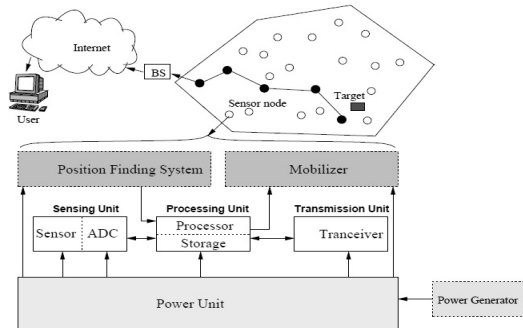 Internet
BS
User
Sensor node
Target
Position Finding System
Mobilizer
Sensing Unit
Processing Unit
Transmission Unit
Sensor
ADC
Processor
Storage
Tranceiver
Power Unit
Power Generator